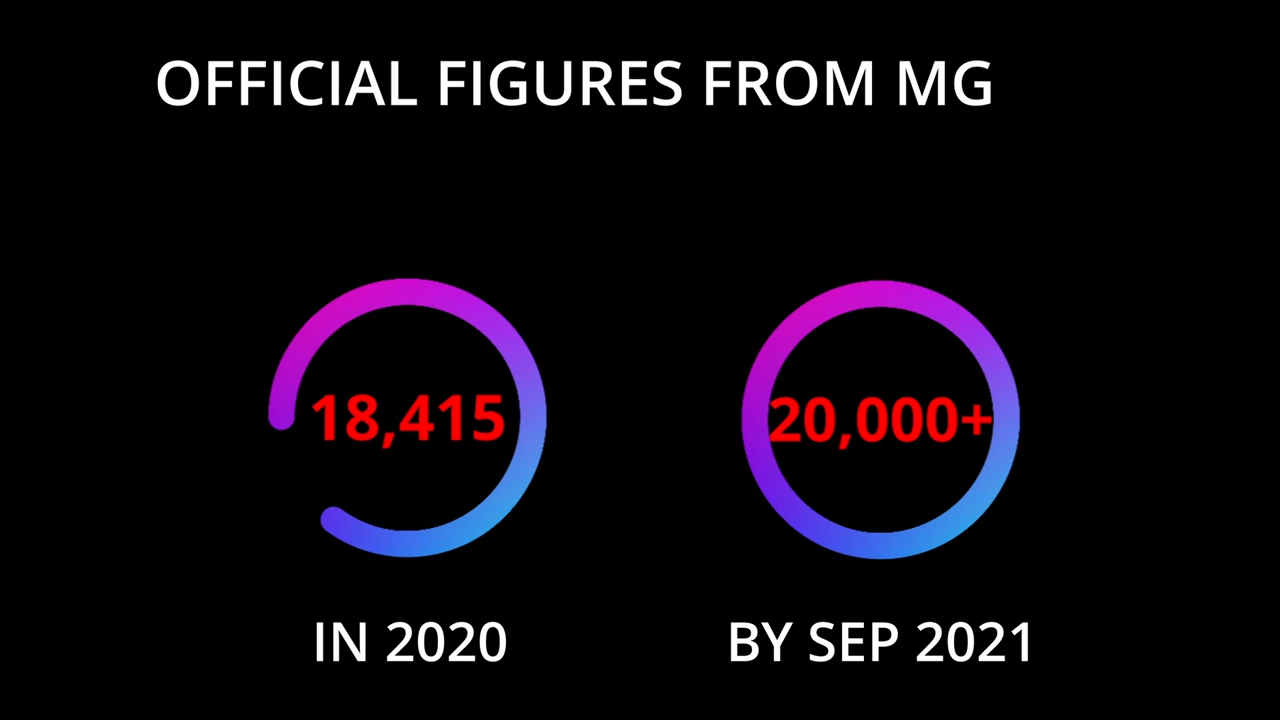 OFFICIAL FIGURES FROM MG
18,415
20,000+
IN 2020
BY SEP 2021